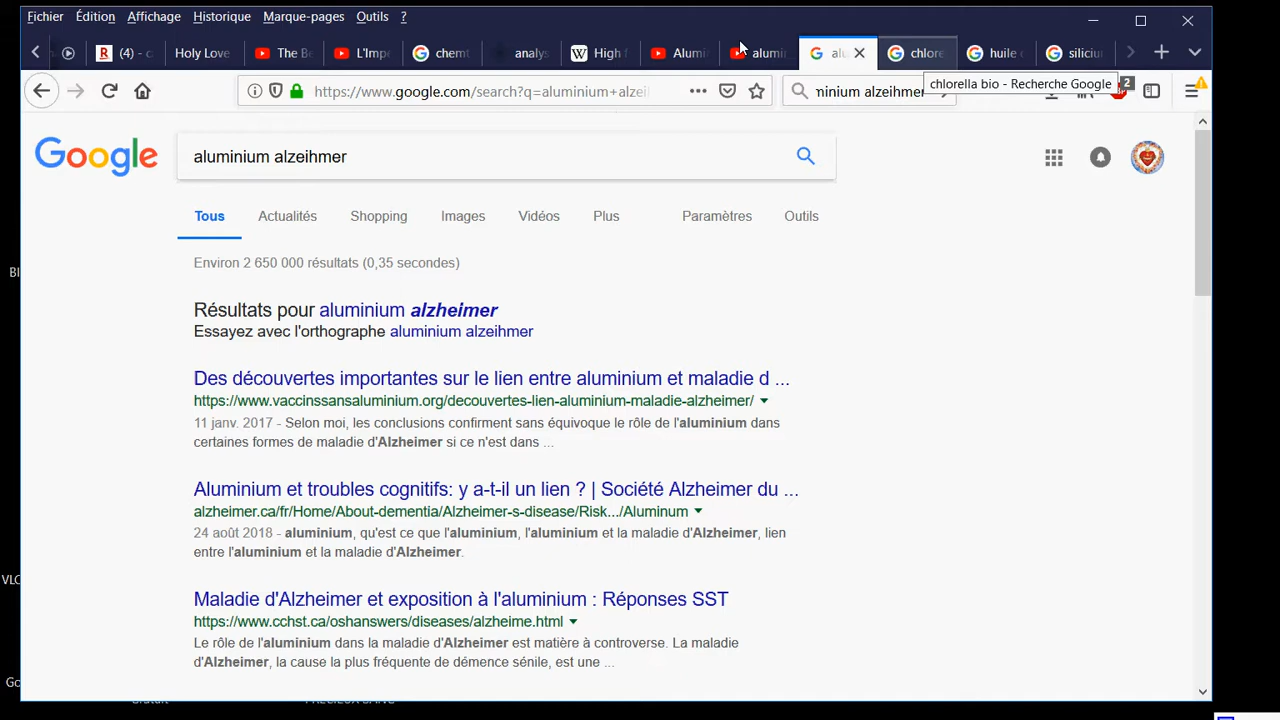 Fichier Édition Affichage Historique Marque-pages Outils ?
(4) - Holy Love The Be L'Impe chemt analys High Alumi alumi al chlore huile silicium
https://www.google.com/search?q=aluminium+alzei alzeihmer
chlorella bio - Recherche Google 2
Google aluminium alzeihmer
Tous Actualités Shopping Images Vidéos Plus Paramètres Outils
Environ 2 650 000 résultats (0,35 secondes)
Résultats pour aluminium alzheimer
Essayez avec l'orthographe aluminium alzeihmer
Des découvertes importantes sur le lien entre aluminium et maladie d ...
https://www.vaccinssansaluminium.org/decouvertes-lien-aluminium-maladie-alzheimer/
11 janv. 2017 - Selon moi, les conclusions confirment sans équivoque le rôle de l'aluminium dans
certaines formes de maladie d'Alzheimer si ce n'est dans ...
Aluminium et troubles cognitifs: y a-t-il un lien ? | Société Alzheimer du ...
alzheimer.ca/fr/Home/About-dementia/Alzheimer-s-disease/Risk.../Aluminum
24 août 2018 - aluminium, qu'est ce que l'aluminium, l'aluminium et la maladie d'Alzheimer, lien
entre l'aluminium et la maladie d'Alzheimer.
Maladie d'Alzheimer et exposition à l'aluminium : Réponses SST
https://www.cchst.ca/oshanswers/diseases/alzheime.html
Le rôle de l'aluminium dans la maladie d'Alzheimer est matière à controverse. La maladie
d'Alzheimer, la cause la plus fréquente de démence sénile, est une ...
VLC